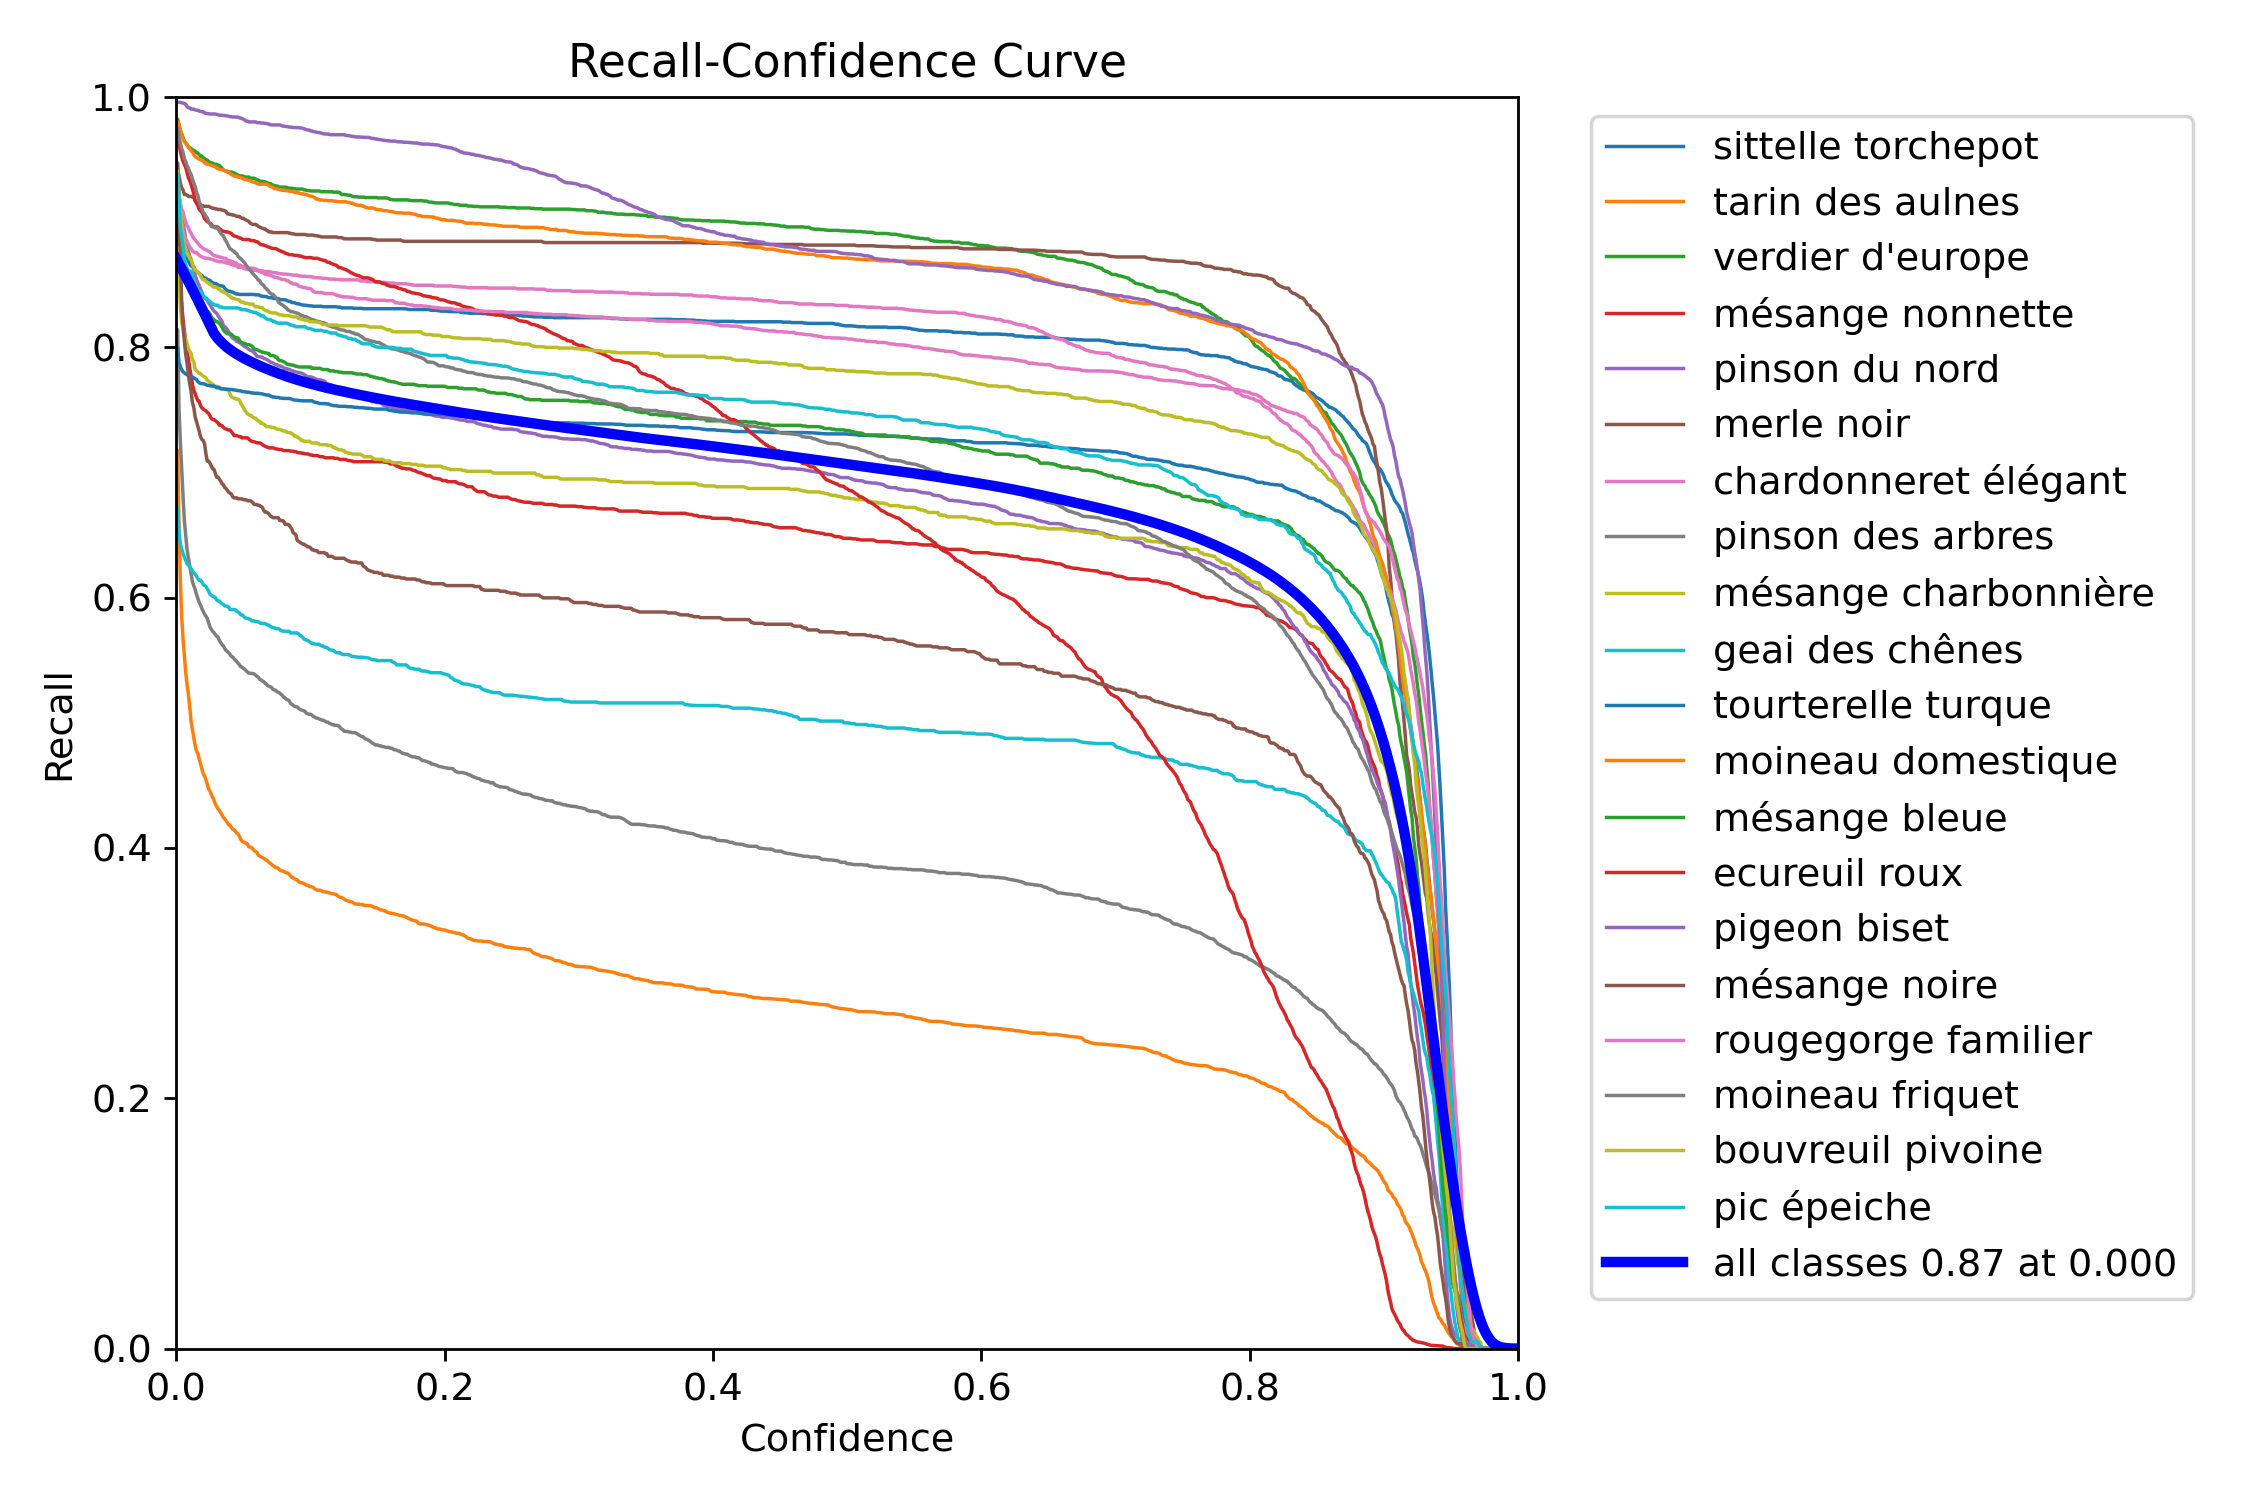 Recall-Confidence Curve
1.0
0.8
0.6
0.4
0.2
0.0
Recall
0.0 0.2 0.4 0.6 0.8 1.0
Confidence
sittelle torchepot
tarin des aulnes
verdier d'europe
mésange nonnette
pinson du nord
merle noir
chardonneret élégant
pinson des arbres
mésange charbonnière
geai des chênes
tourterelle turque
moineau domestique
mésange bleue
ecureuil roux
pigeon biset
mésange noire
rougegorge familier
moineau friquet
bouvreuil pivoine
pic épeiche
all classes 0.87 at 0.000